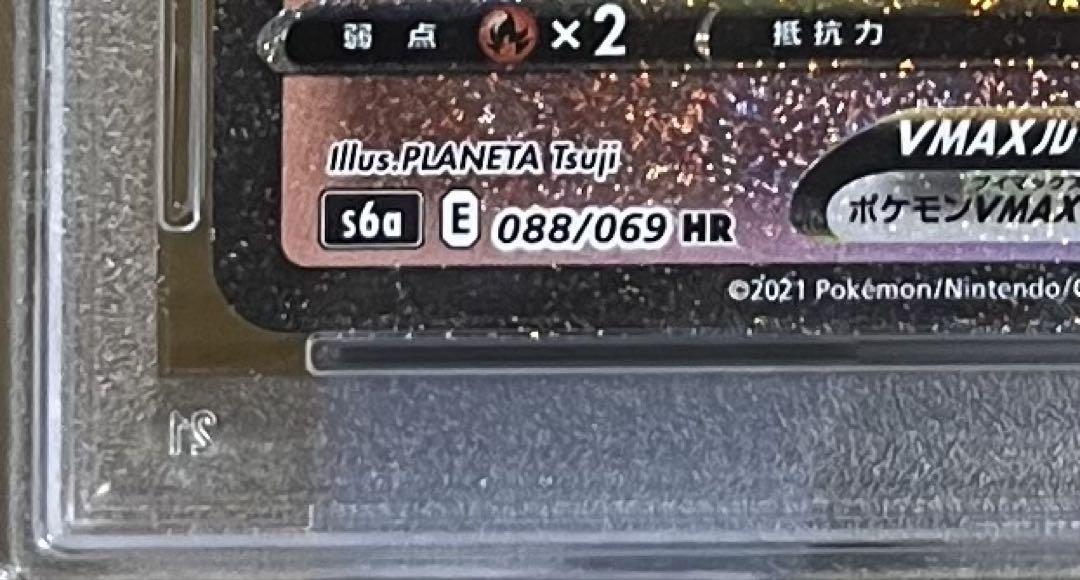 弱点 ×2 抵抗力
Illus.PLANETA Tsuji
VMAXル
s6a E 088/069 HR
ポケモンVMAX
©2021 Pokémon/Nintendo/
21